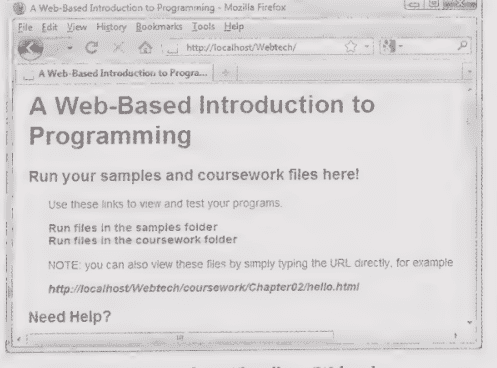 A Web-Based Introduction to Programming - Mozilla Firefox
File Edit View History Bookmarks Tools Help
http://localhost/Webtech/
A Web-Based Introduction to Progra...
A Web-Based Introduction to
Programming
Run your samples and coursework files here!
Use these links to view and test your programs.
Run files in the samples folder
Run files in the coursework folder
NOTE: you can also view these files by simply typing the URL directly, for example
http://localhost/Webtech/coursework/Chapter02/hello.html
Need Help?